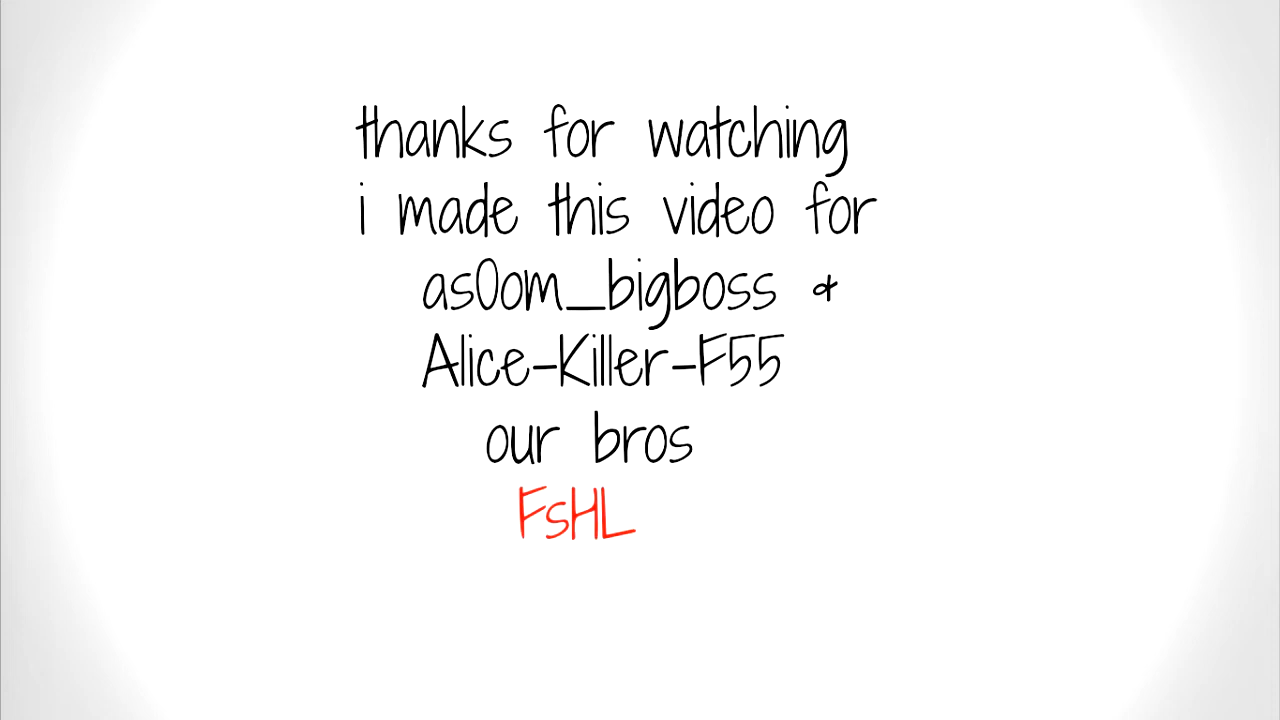 thanks for watching
i made this video for
as0om_bigboss &
Alice-Killer-F55
our bros
FsHL